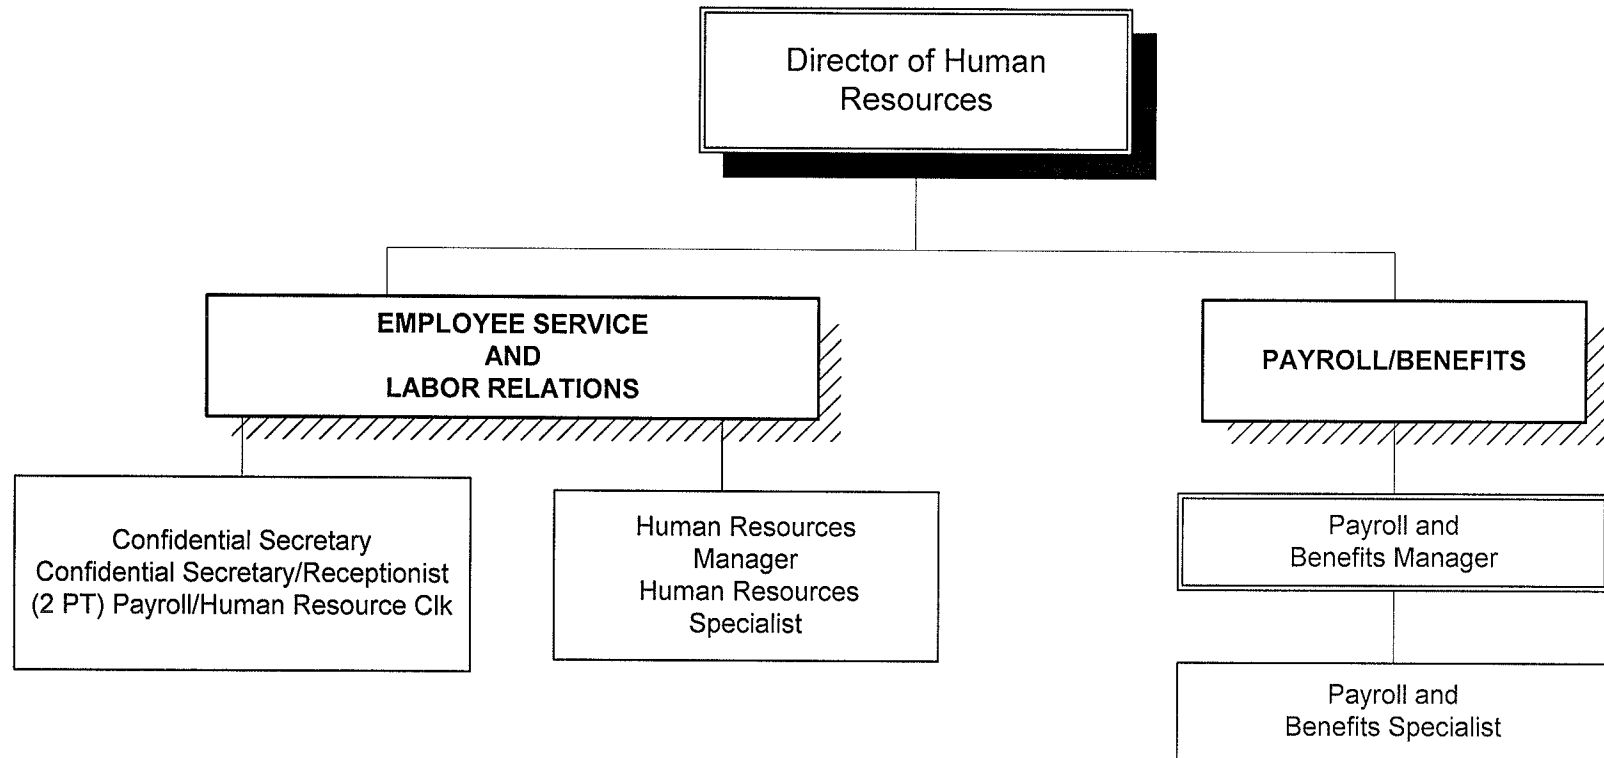 Director of Human
Resources
EMPLOYEE SERVICE
AND
LABOR RELATIONS
PAYROLL/BENEFITS
Confidential Secretary
Confidential Secretary/Receptionist
(2 PT) Payroll/Human Resource Clk
Human Resources
Manager
Human Resources
Specialist
Payroll and
Benefits Manager
Payroll and
Benefits Specialist